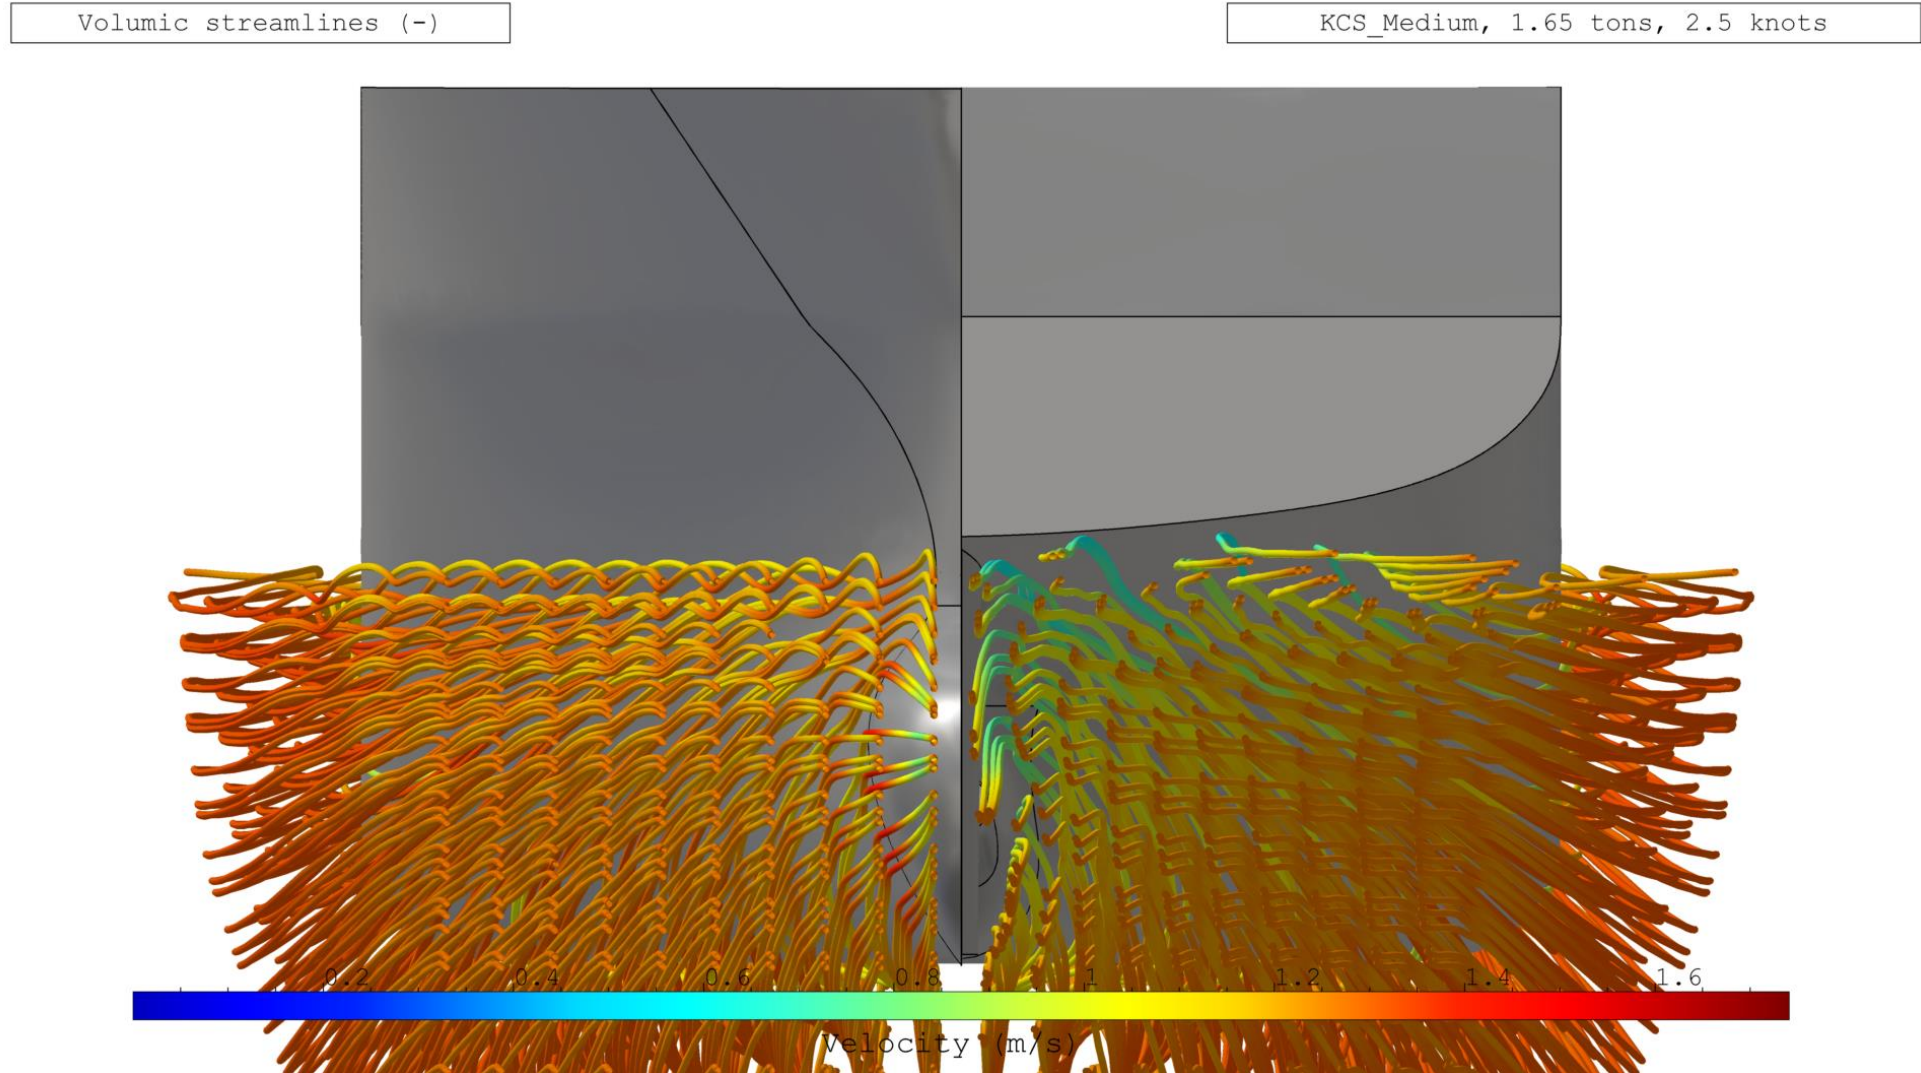 Volumic streamlines (-)
KCS_Medium, 1.65 tons, 2.5 knots
0.2 0.4 0.6 0.8 1 1.2 1.4 1.6
Velocity (m/s)